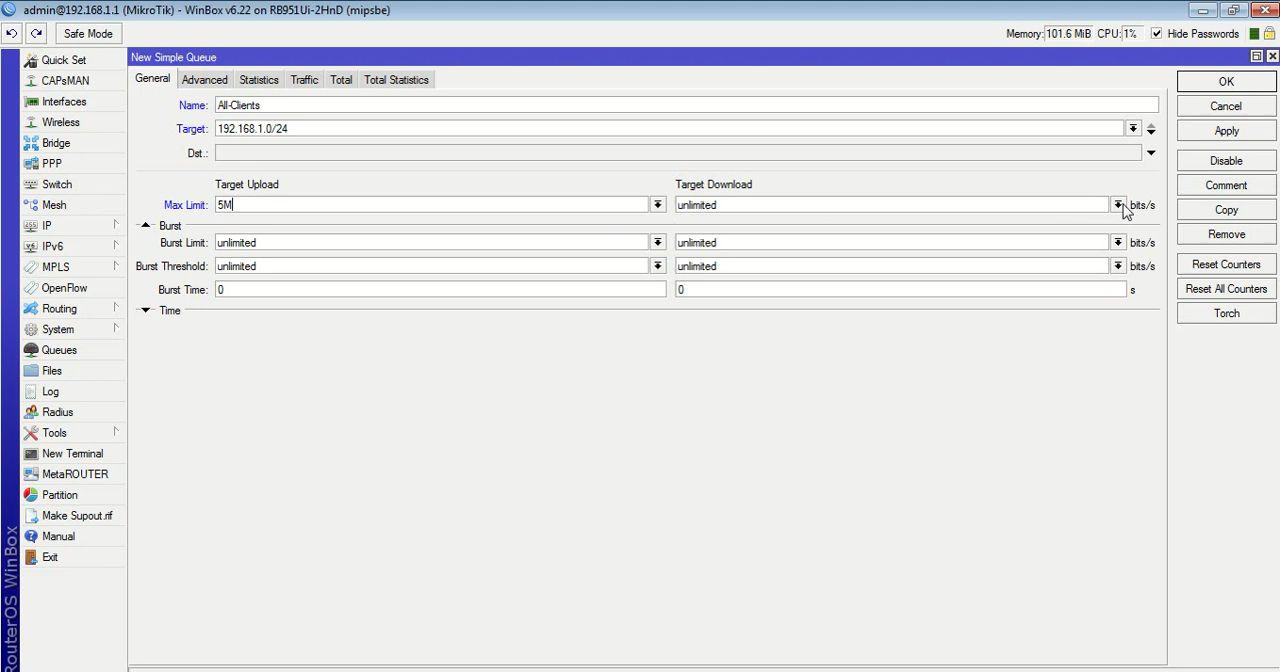 admin@192.168.1.1 (MikroTik) - WinBox v6.22 on RB951Ui-2HnD (mipsbe)
Safe Mode
Memory: 101.6 MiB CPU: 1% Hide Passwords
Quick Set
CAPsMAN
Interfaces
Wireless
Bridge
PPP
Switch
Mesh
IP
IPv6
MPLS
OpenFlow
Routing
System
Queues
Files
Log
Radius
Tools
New Terminal
MetaROUTER
Partition
Make Supout.rif
Manual
Exit
RouterOS WinBox
New Simple Queue
General Advanced Statistics Traffic Total Total Statistics
Name: All-Clients
Target: 192.168.1.0/24
Dst.:
Target Upload Target Download
Max Limit: 5M unlimited bits/s
Burst
Burst Limit: unlimited unlimited bits/s
Burst Threshold: unlimited unlimited bits/s
Burst Time: 0 0 s
Time
OK
Cancel
Apply
Disable
Comment
Copy
Remove
Reset Counters
Reset All Counters
Torch